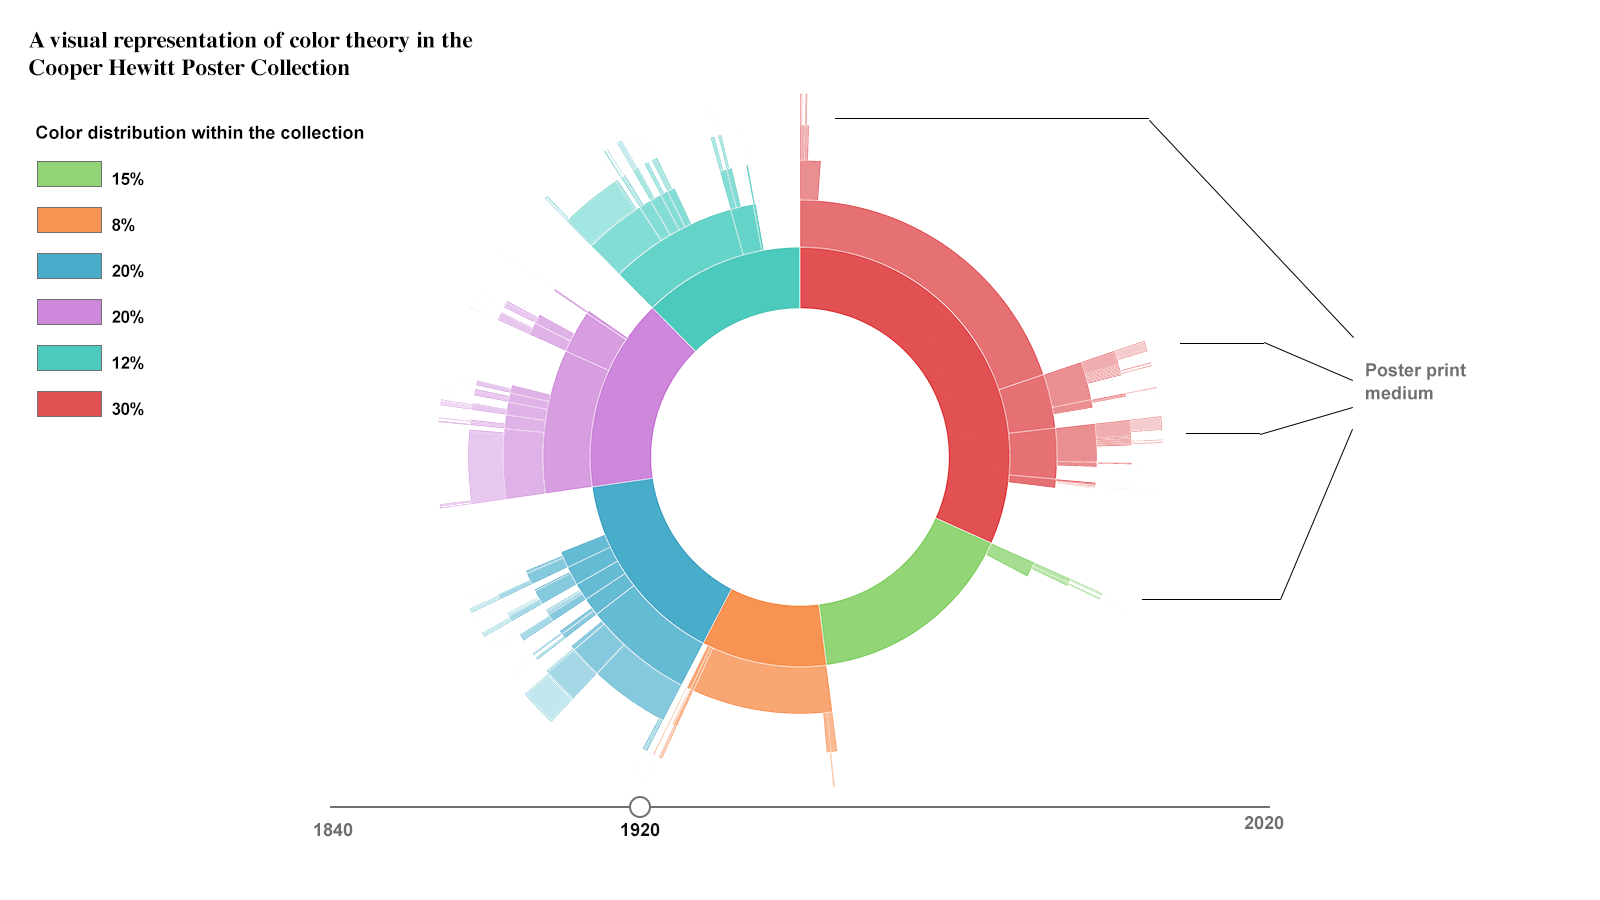 A visual representation of color theory in the
Cooper Hewitt Poster Collection
Color distribution within the collection
15%
8%
20%
20%
12%
30%
Poster print
medium
1840
1920
2020